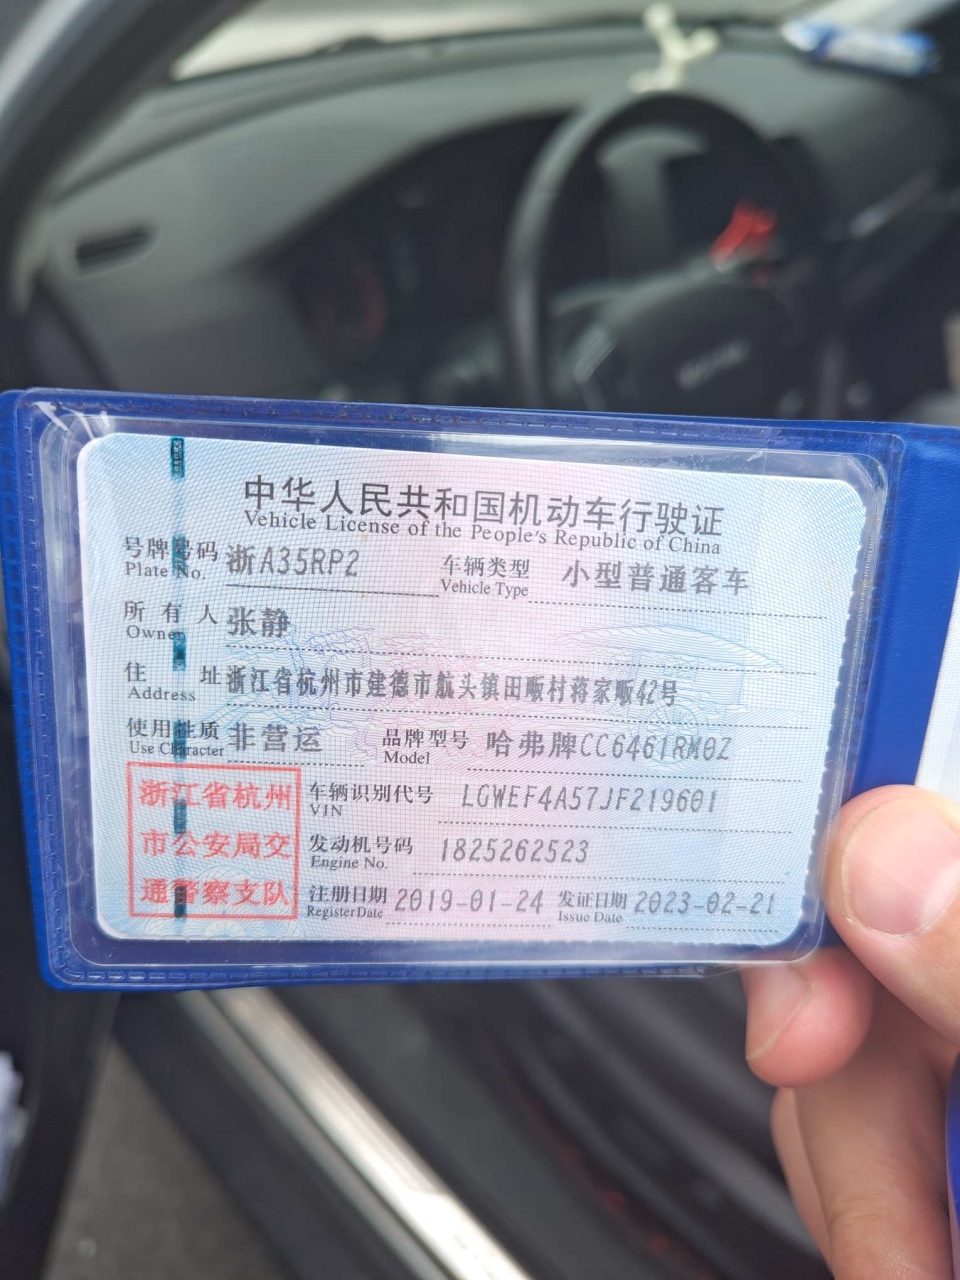 中华人民共和国机动车行驶证
Vehicle License of the People's Republic of China
号牌号码 浙A35RP2 车辆类型 小型普通客车
Plate No. Vehicle Type
所有人 张静
Owner
住址 浙江省杭州市建德市航头镇田畈村蒋家畈42号
Address
使用性质 非营运 品牌型号 哈弗牌CC6461RM0Z
Use Character Model
浙江省杭州
市公安局交
通警察支队
车辆识别代号 LGWEF4A57JF219601
VIN
发动机号码 1825262523
Engine No.
注册日期 2019-01-24 发证日期 2023-02-21
Register Date Issue Date